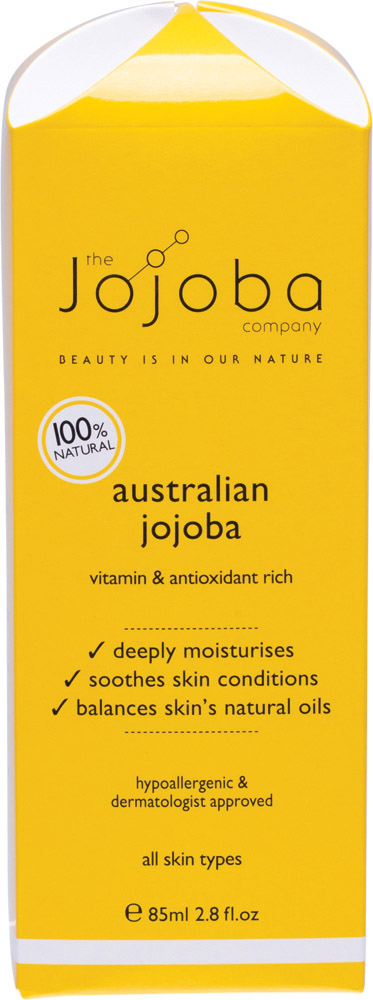 the
Jojoba
company
BEAUTY IS IN OUR NATURE
100%
NATURAL
australian
jojoba
vitamin & antioxidant rich
✓ deeply moisturises
✓ soothes skin conditions
✓ balances skin's natural oils
hypoallergenic &
dermatologist approved
all skin types
℮ 85ml 2.8 fl.oz